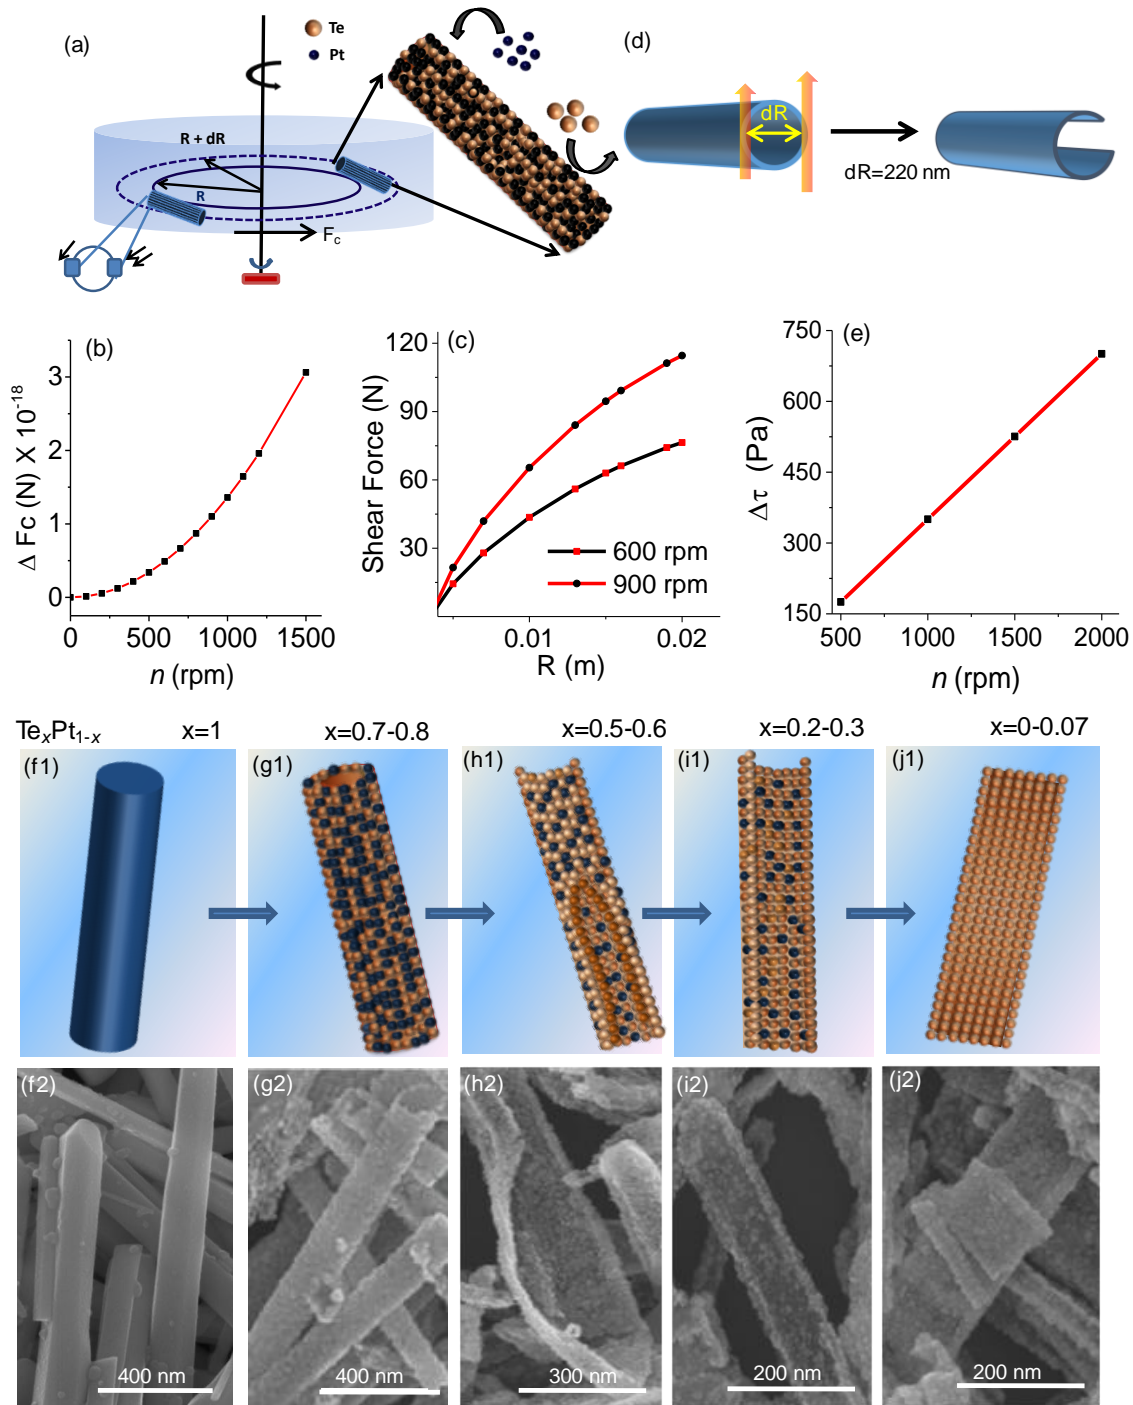 (a)
Te
Pt
R + dR
R
F_c
(d)
dR
dR=220 nm
(b)
Δ Fc (N) X 10^-18
3
2
1
0
0 500 1000 1500
n (rpm)
(c)
Shear Force (N)
120
90
60
30
600 rpm
900 rpm
0.01 0.02
R (m)
(e)
Δτ (Pa)
750
600
450
300
150
500 1000 1500 2000
n (rpm)
Te_xPt_1-x x=1 x=0.7-0.8 x=0.5-0.6 x=0.2-0.3 x=0-0.07
(f1) (g1) (h1) (i1) (j1)
(f2) (g2) (h2) (i2) (j2)
400 nm 400 nm 300 nm 200 nm 200 nm